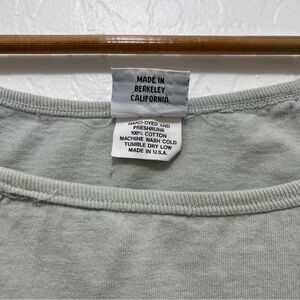 MADE IN
BERKELEY
CALIFORNIA
HAND-DYED AND
PRESHRUNK
100% COTTON
MACHINE WASH COLD
TUMBLE DRY LOW
MADE IN U.S.A.